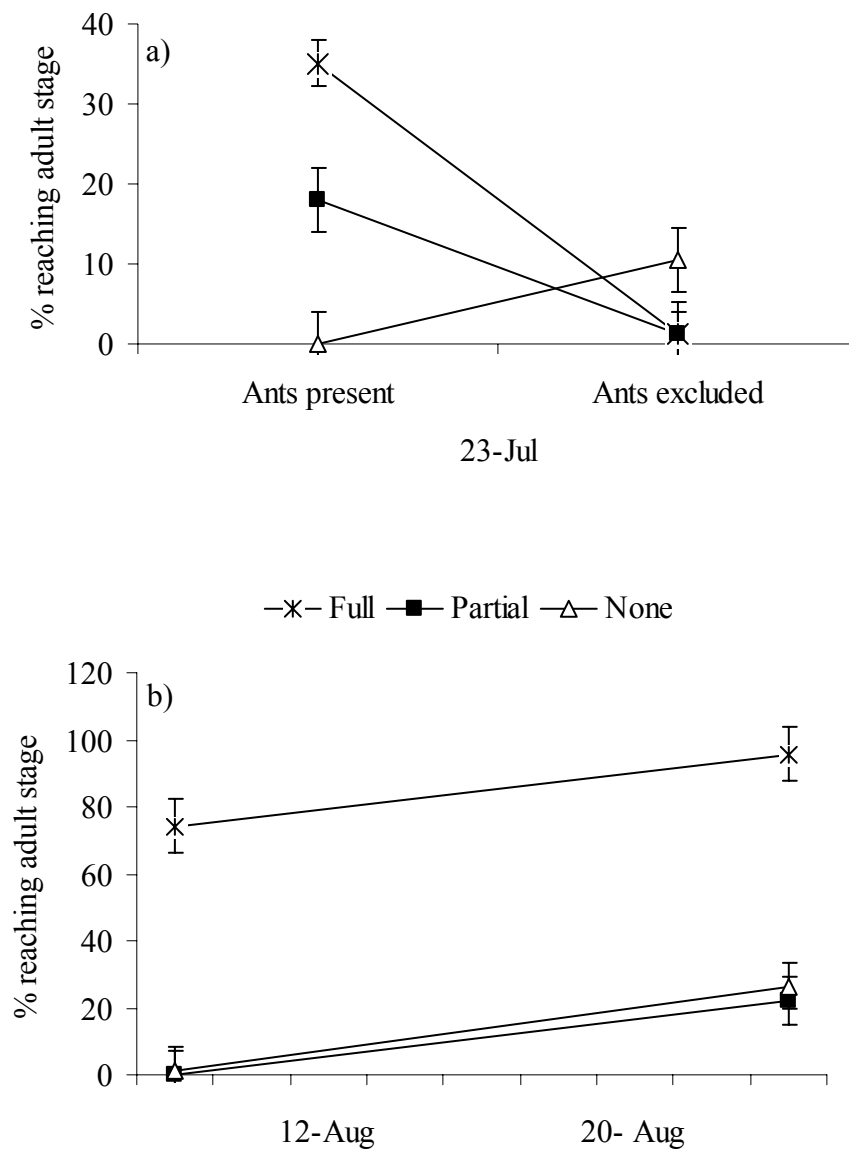 a)
% reaching adult stage
40
30
20
10
0
Ants present Ants excluded
23-Jul
Full Partial None
b)
% reaching adult stage
120
100
80
60
40
20
0
12-Aug 20- Aug